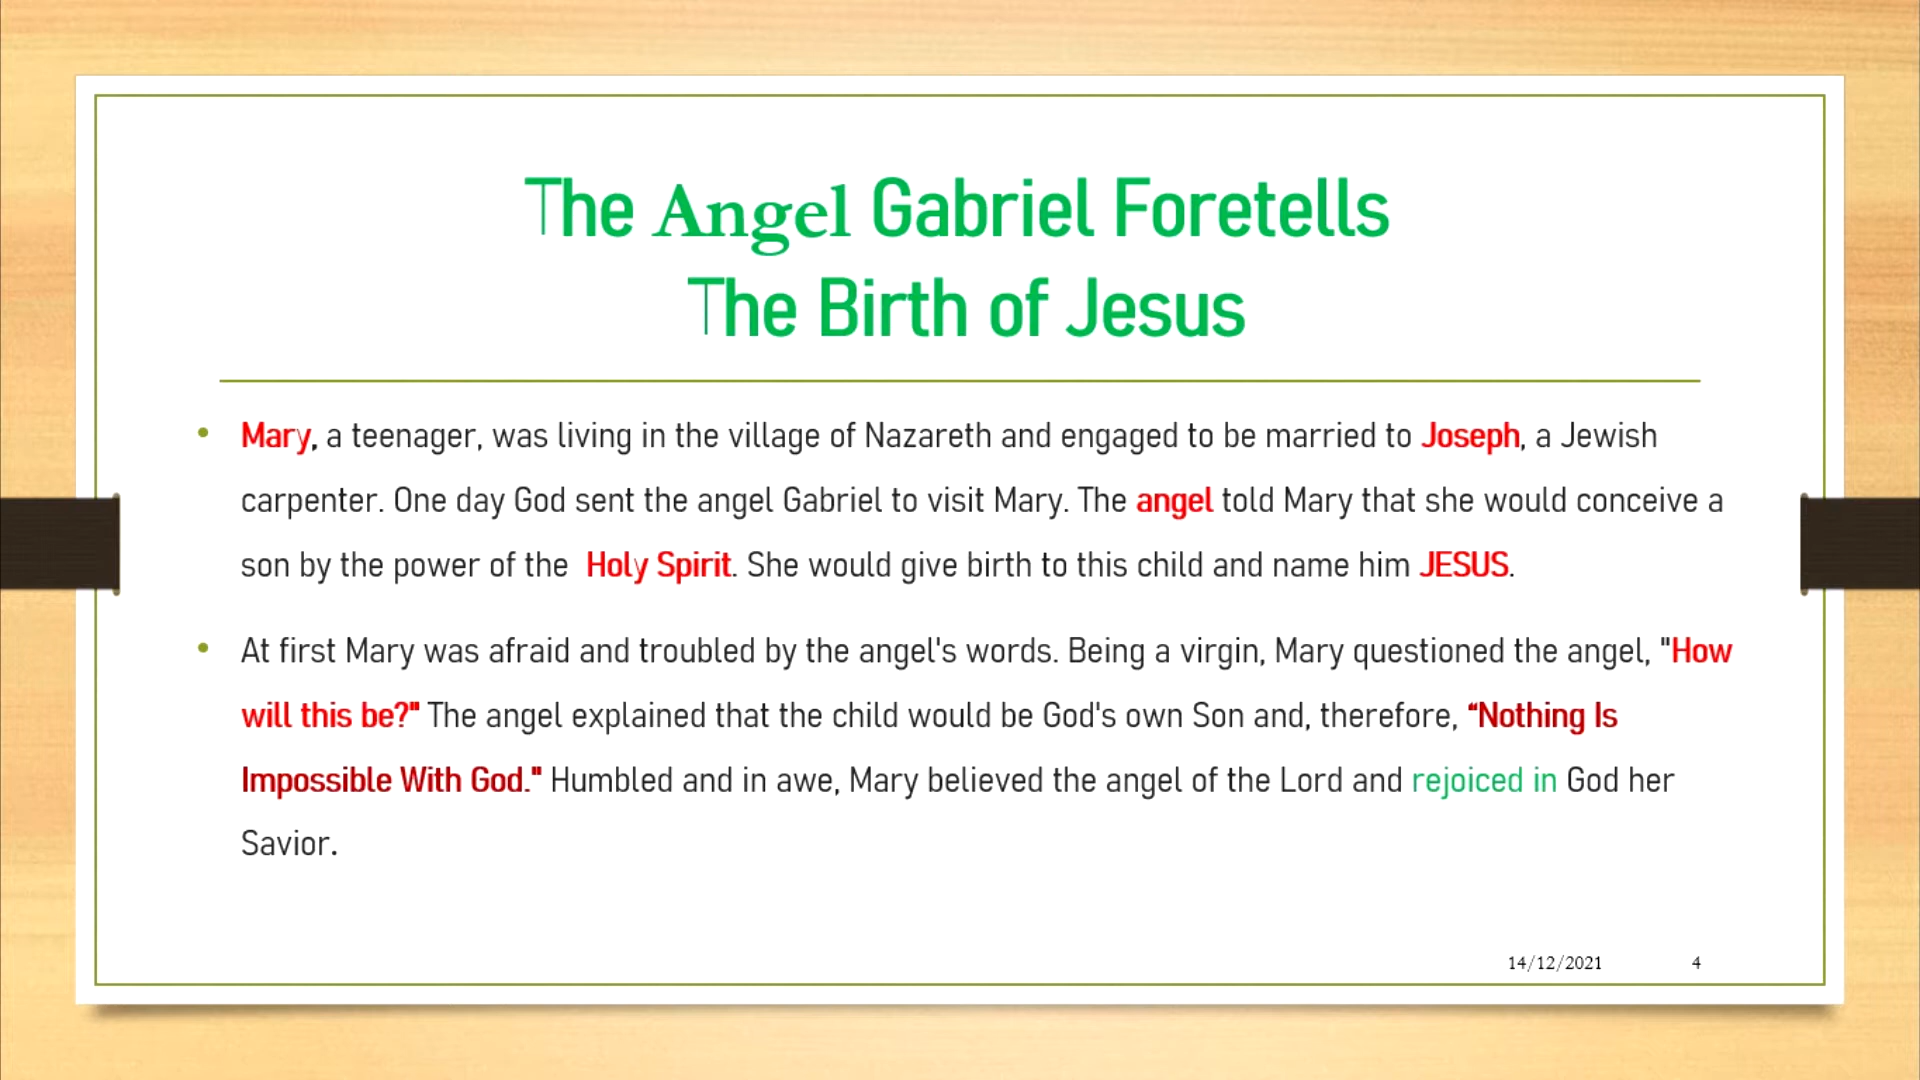 The Angel Gabriel Foretells
The Birth of Jesus
• Mary, a teenager, was living in the village of Nazareth and engaged to be married to Joseph, a Jewish
carpenter. One day God sent the angel Gabriel to visit Mary. The angel told Mary that she would conceive a
son by the power of the Holy Spirit. She would give birth to this child and name him JESUS.
• At first Mary was afraid and troubled by the angel's words. Being a virgin, Mary questioned the angel, "How
will this be?" The angel explained that the child would be God's own Son and, therefore, “Nothing Is
Impossible With God." Humbled and in awe, Mary believed the angel of the Lord and rejoiced in God her
Savior.
14/12/2021 4